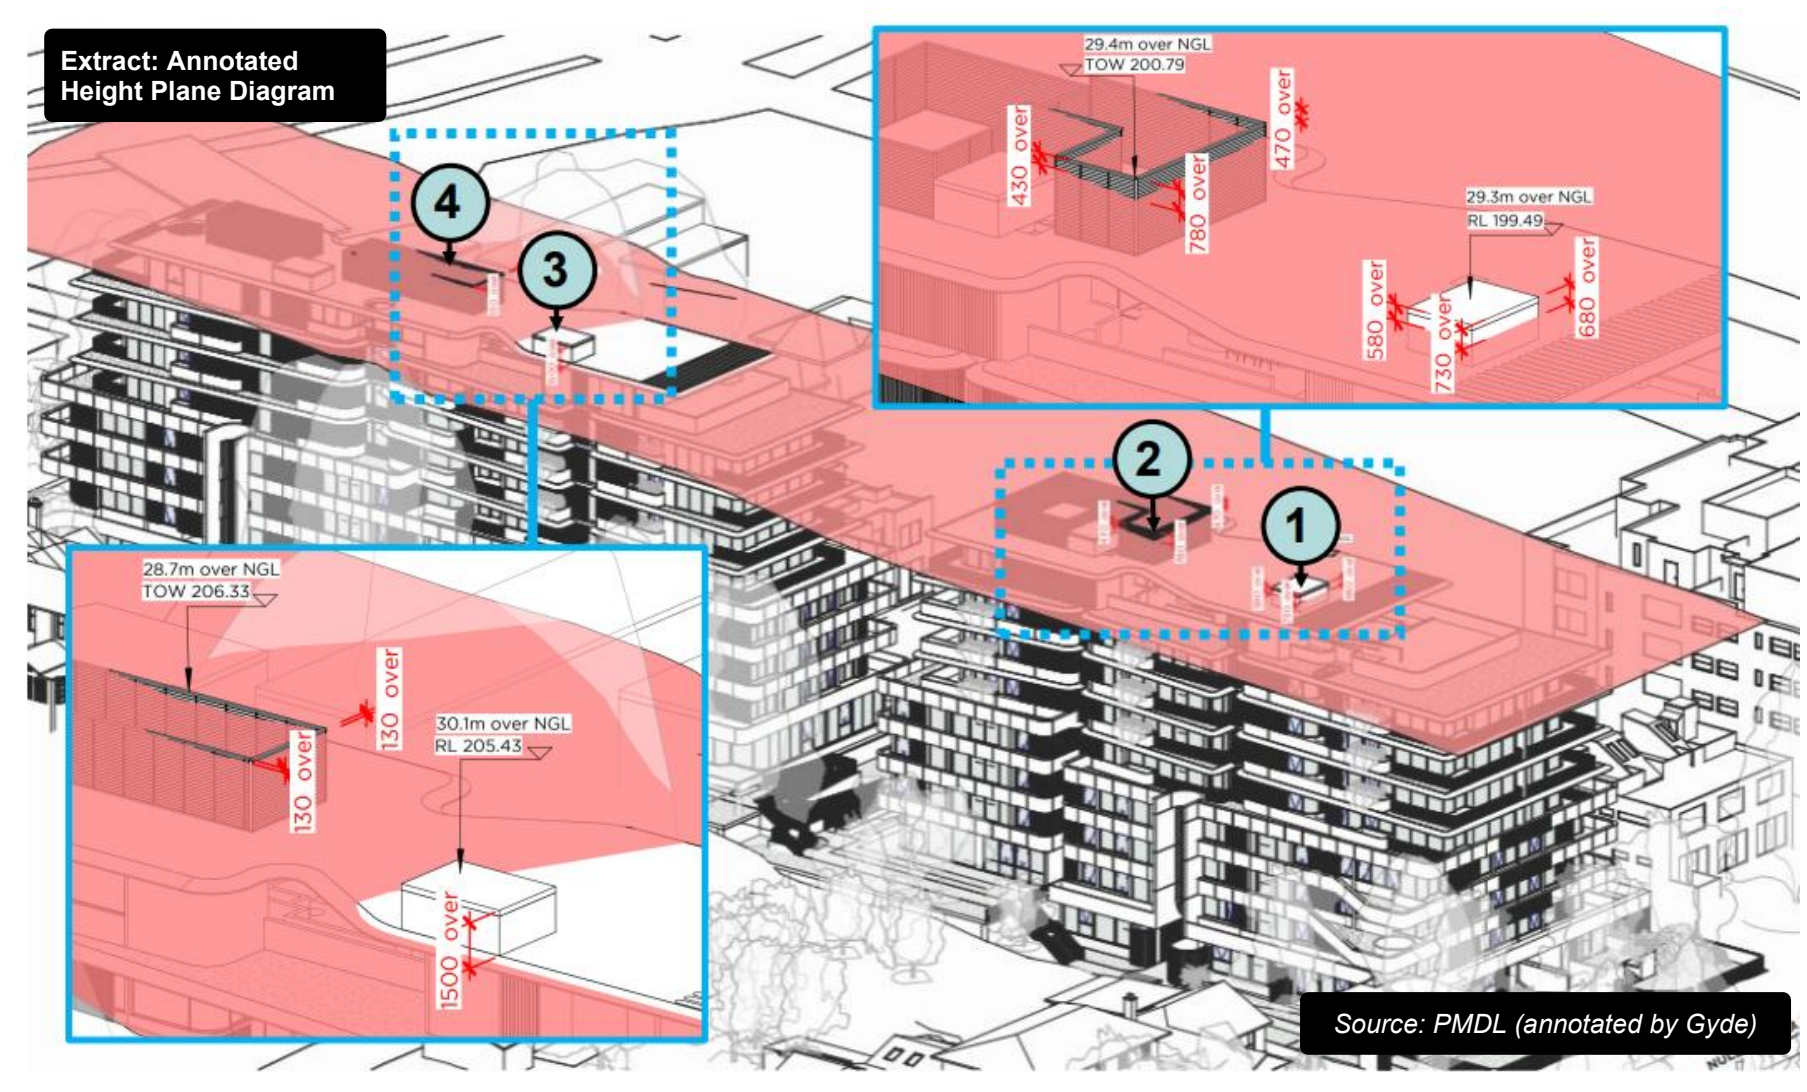 Extract: Annotated
Height Plane Diagram
29.4m over NGL
TOW 200.79
430 over
780 over
470 over
29.3m over NGL
RL 199.49
580 over
730 over
680 over
4
3
2
1
28.7m over NGL
TOW 206.33
130 over
130 over
30.1m over NGL
RL 205.43
1500 over
Source: PMDL (annotated by Gyde)